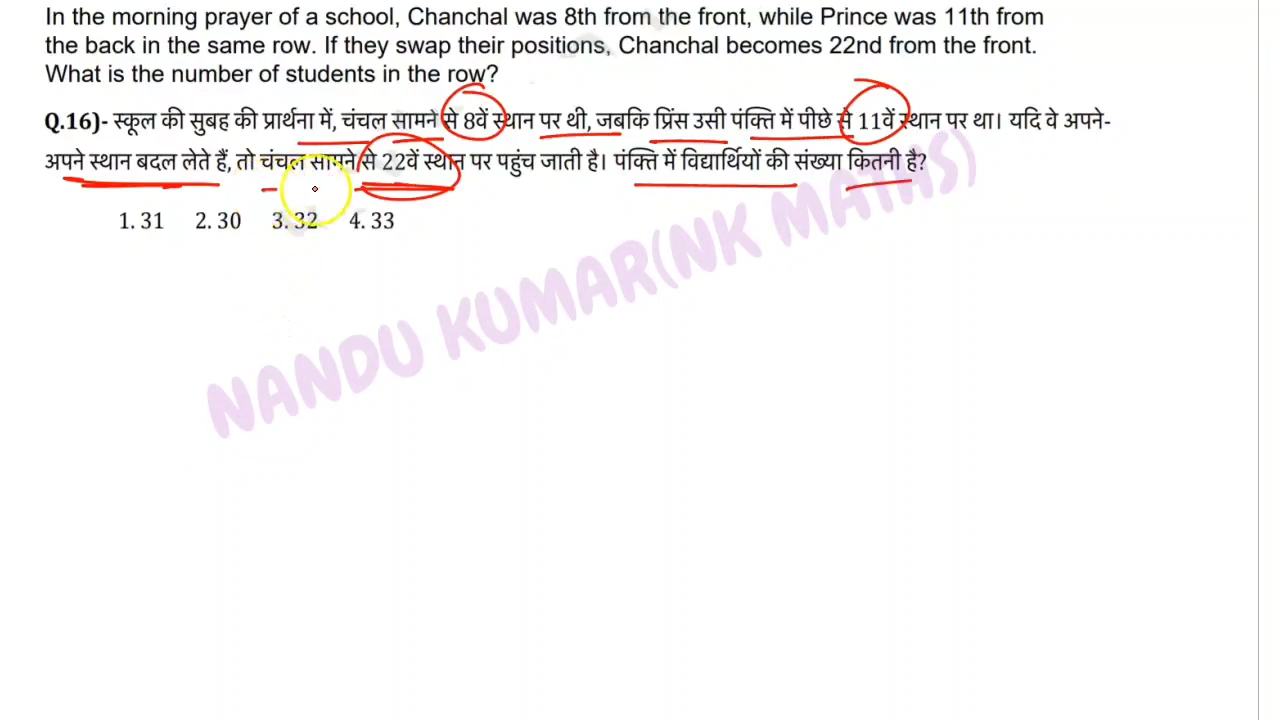 In the morning prayer of a school, Chanchal was 8th from the front, while Prince was 11th from
the back in the same row. If they swap their positions, Chanchal becomes 22nd from the front.
What is the number of students in the row?
Q.16)- स्कूल की सुबह की प्रार्थना में, चंचल सामने से 8वें स्थान पर थी, जबकि प्रिंस उसी पंक्ति में पीछे से 11वें स्थान पर था। यदि वे अपने-
अपने स्थान बदल लेते हैं, तो चंचल सामने से 22वें स्थान पर पहुंच जाती है। पंक्ति में विद्यार्थियों की संख्या कितनी है?
1. 31 2. 30 3. 32 4. 33
NANDU KUMAR(NK MATHS)